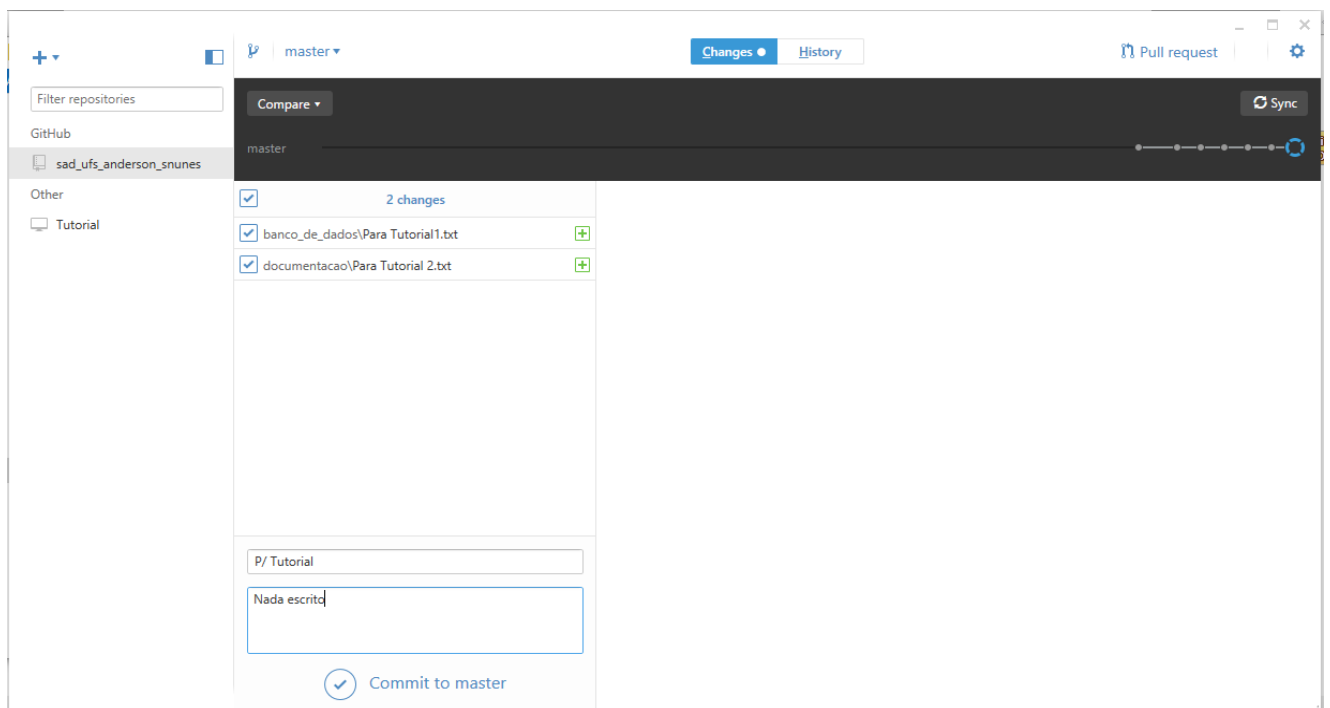 master
Changes
History
Pull request
Filter repositories
Compare
Sync
GitHub
master
sad_ufs_anderson_snunes
Other
2 changes
Tutorial
banco_de_dados\Para Tutorial1.txt
documentacao\Para Tutorial 2.txt
P/ Tutorial
Nada escrito
Commit to master